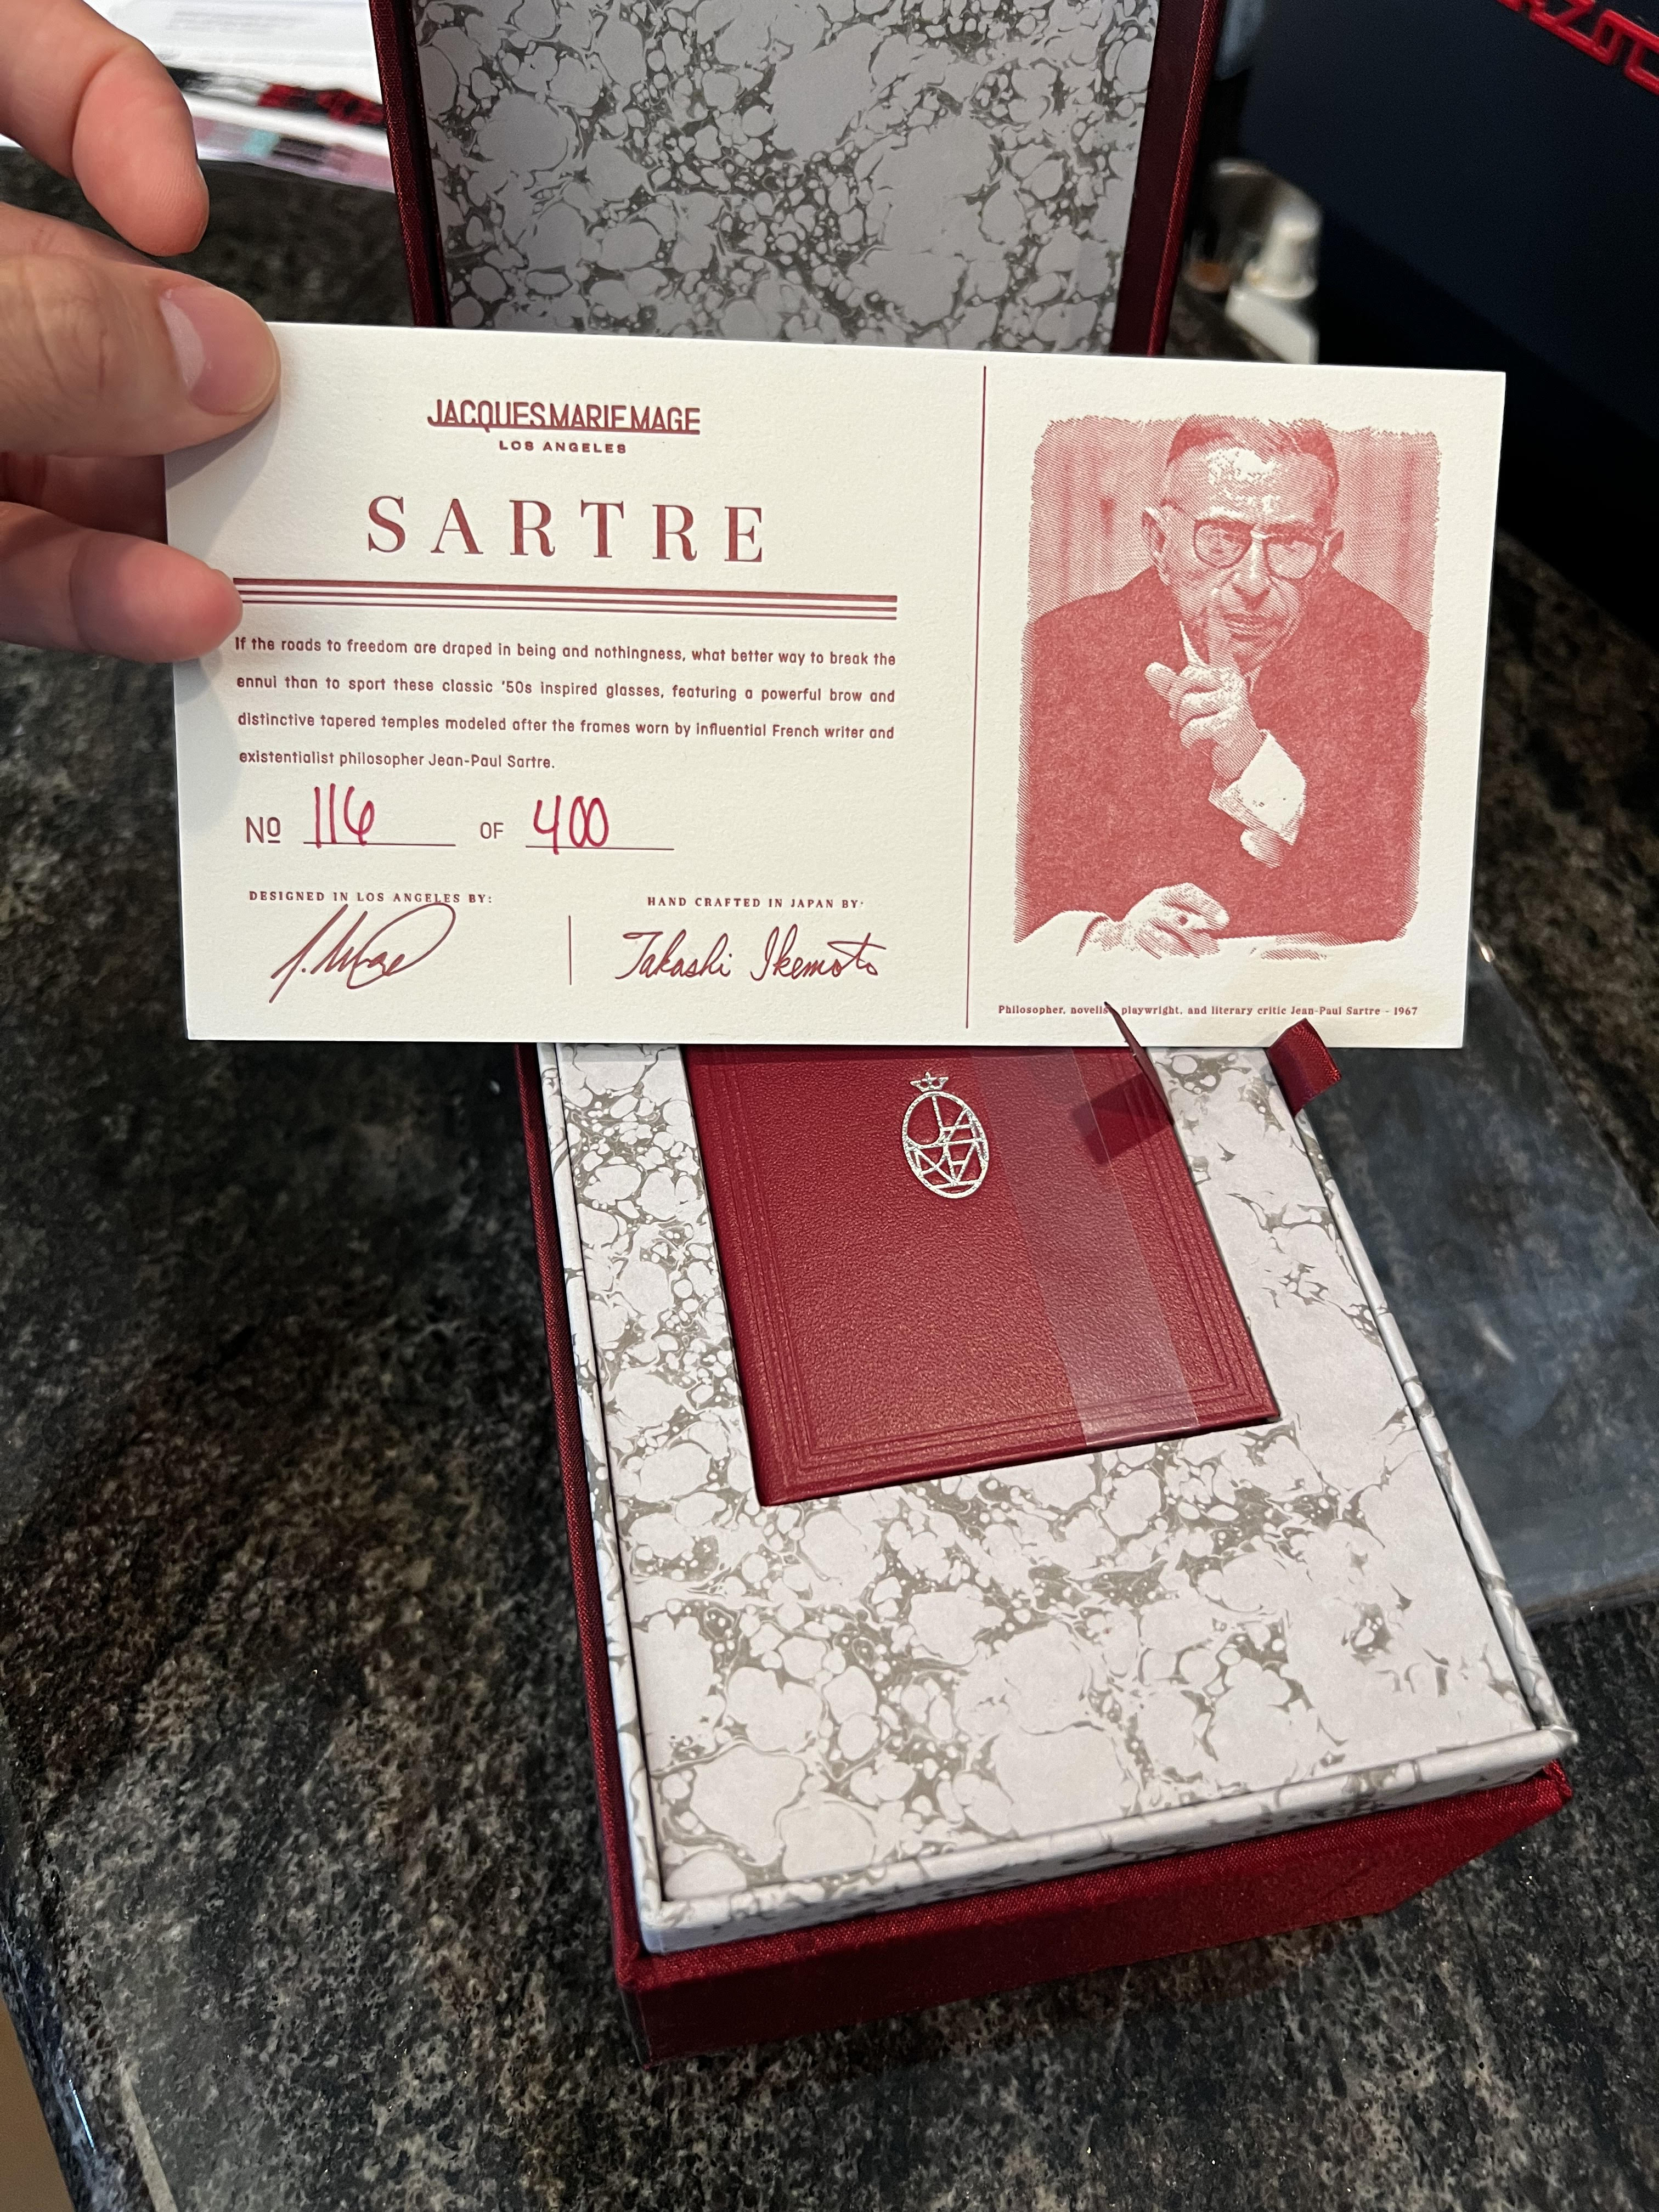 JACQUESMARIEMAGE
LOS ANGELES
SARTRE
If the roads to freedom are draped in being and nothingness, what better way to break the
ennui than to sport these classic '50s inspired glasses, featuring a powerful brow and
distinctive tapered temples modeled after the frames worn by influential French writer and
existentialist philosopher Jean-Paul Sartre.
Nº 116 OF 400
DESIGNED IN LOS ANGELES BY:
HAND CRAFTED IN JAPAN BY:
J. Mage
Takashi Ikemoto
Philosopher, novelist, playwright, and literary critic Jean-Paul Sartre - 1967